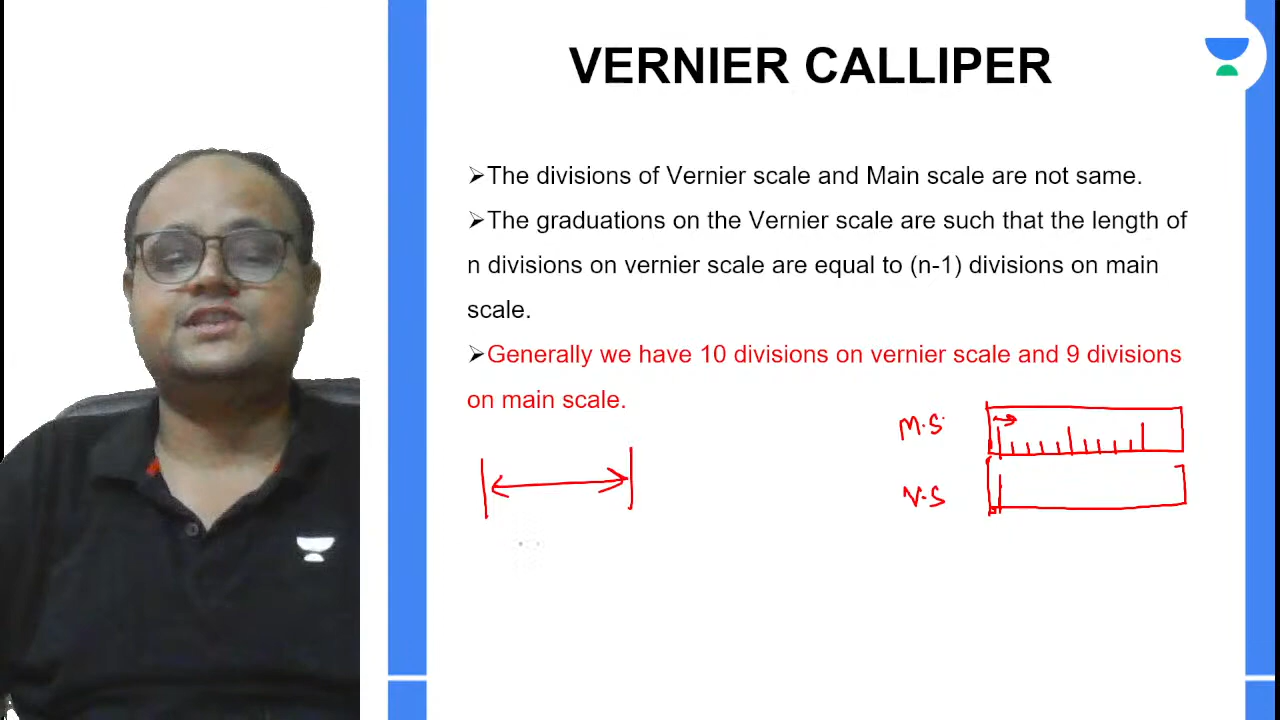 VERNIER CALLIPER
➢The divisions of Vernier scale and Main scale are not same.
➢The graduations on the Vernier scale are such that the length of
n divisions on vernier scale are equal to (n-1) divisions on main
scale.
➢Generally we have 10 divisions on vernier scale and 9 divisions
on main scale.
M.S.
V.S